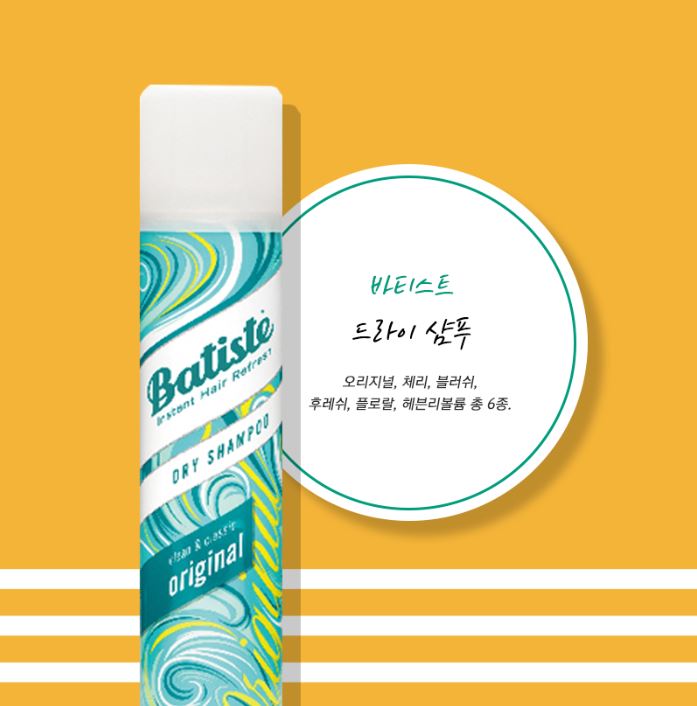 Batiste
Instant Hair Refresh
DRY SHAMPOO
clean & classic
original
original
바티스트
드라이 샴푸
오리지널, 체리, 블러쉬,
후레쉬, 플로랄, 헤븐리볼륨 총 6종.